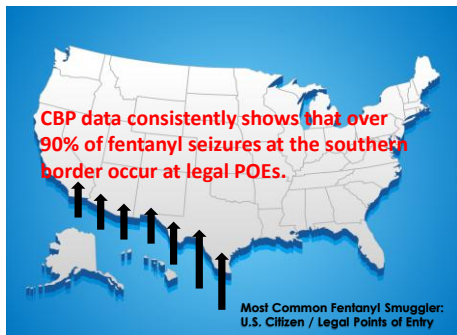 CBP data consistently shows that over
90% of fentanyl seizures at the southern
border occur at legal POEs.
Most Common Fentanyl Smuggler:
U.S. Citizen / Legal Points of Entry